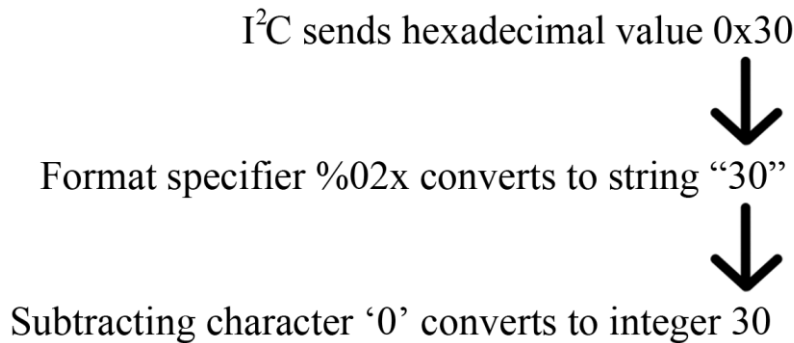 I²C sends hexadecimal value 0x30
Format specifier %02x converts to string “30”
Subtracting character ‘0’ converts to integer 30